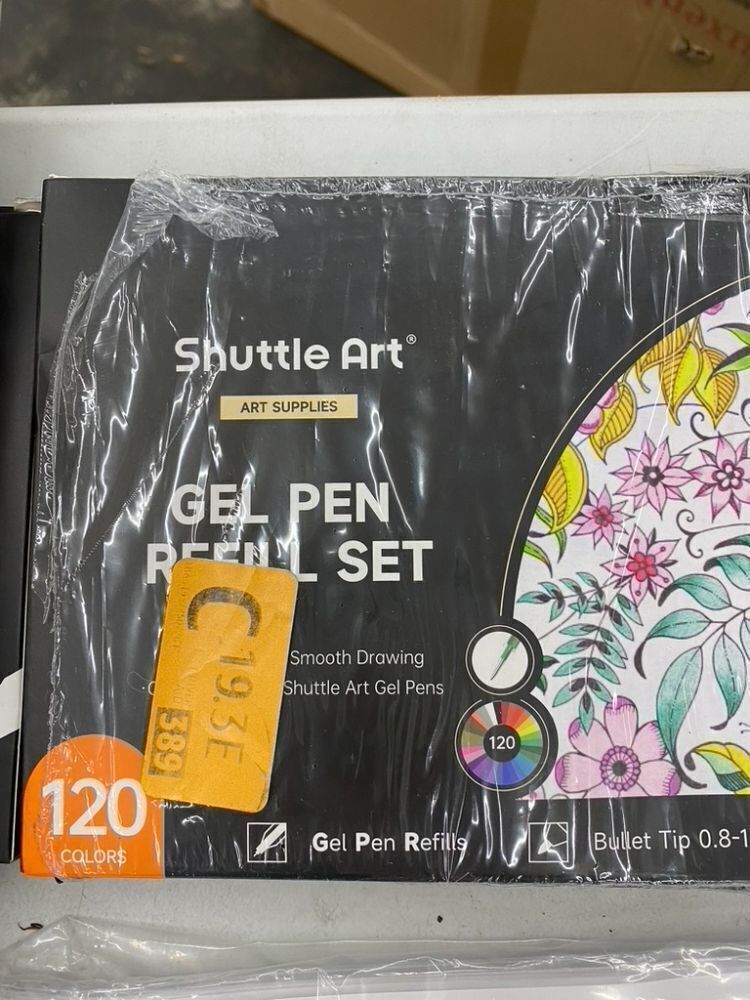 Shuttle Art®
ART SUPPLIES
GEL PEN
REFILL SET
Smooth Drawing
Shuttle Art Gel Pens
C
19.3E
389
120
120
COLORS
Gel Pen Refills
Bullet Tip 0.8-1